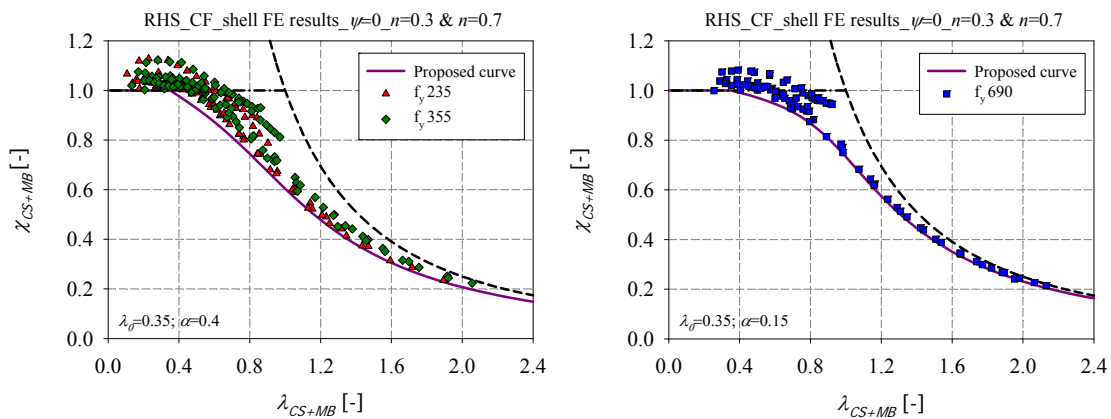 RHS_CF_shell FE results_ψ=0_n=0.3 & n=0.7
1.2
1.0
0.8
0.6
0.4
0.2
0.0
χCS+MB [-]
Proposed curve
fy 235
fy 355
λ0=0.35; α=0.4
0.0 0.4 0.8 1.2 1.6 2.0 2.4
λCS+MB [-]
RHS_CF_shell FE results_ψ=0_n=0.3 & n=0.7
1.2
1.0
0.8
0.6
0.4
0.2
0.0
χCS+MB [-]
Proposed curve
fy 690
λ0=0.35; α=0.15
0.0 0.4 0.8 1.2 1.6 2.0 2.4
λCS+MB [-]